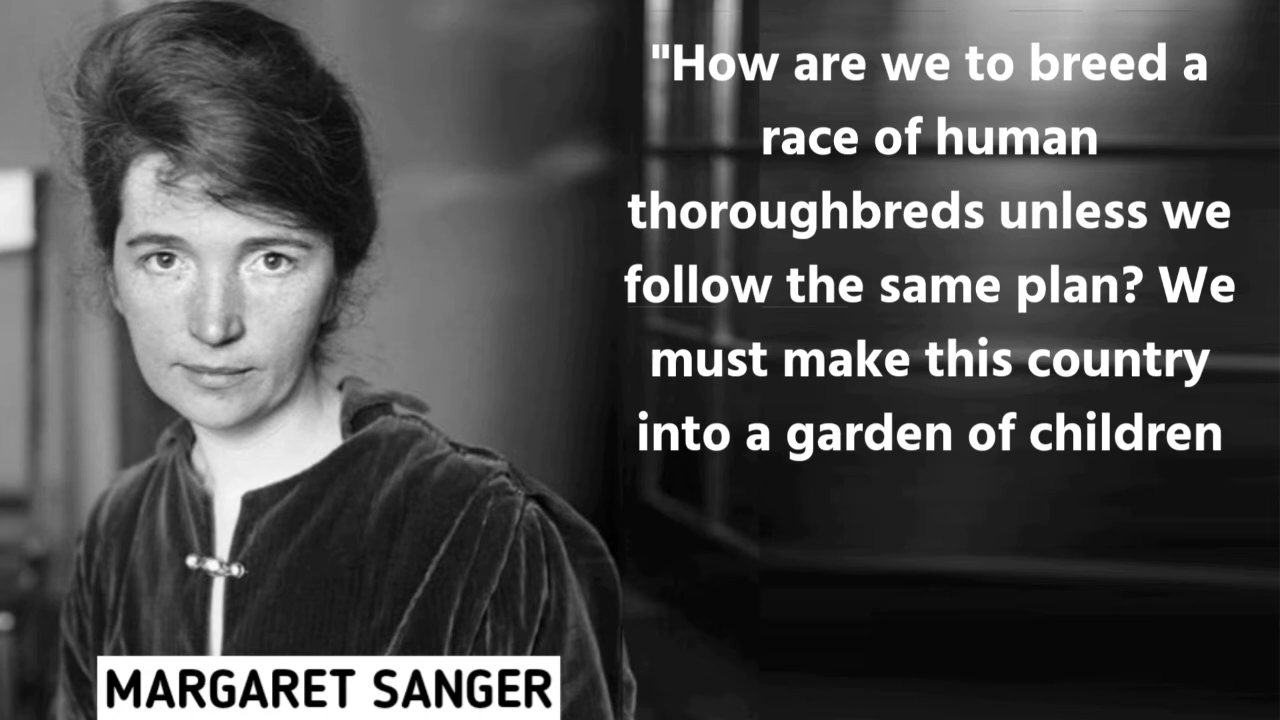 "How are we to breed a
race of human
thoroughbreds unless we
follow the same plan? We
must make this country
into a garden of children
MARGARET SANGER